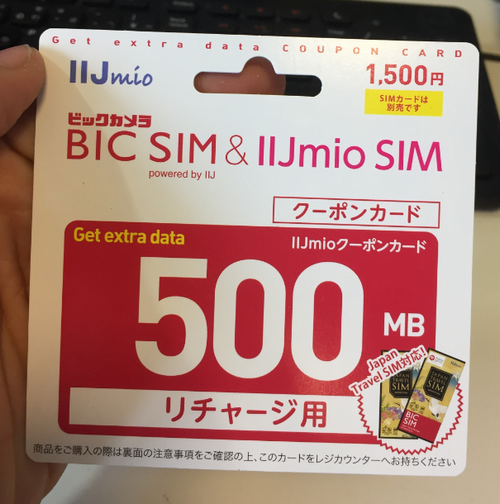 Get extra data COUPON CARD
IIJmio
1,500円
SIMカードは
別売です
ビックカメラ
BIC SIM & IIJmio SIM
powered by IIJ
クーポンカード
Get extra data
IIJmioクーポンカード
500 MB
Japan
Travel SIM対応!
JAPAN
TRAVEL
SIM
BIC
SIM
リチャージ用
商品をご購入の際は裏面の注意事項をご確認の上、このカードをレジカウンターへお持ちください